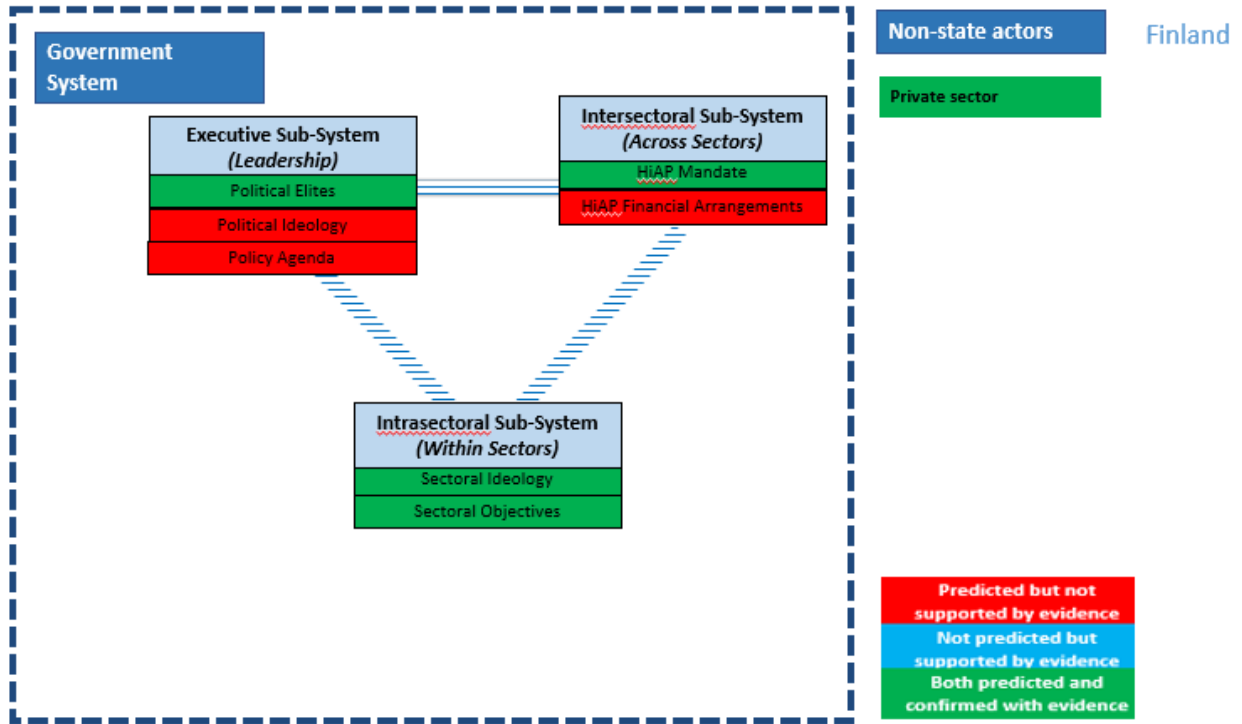 Government
System
Non-state actors
Finland
Private sector
Executive Sub-System
(Leadership)
Political Elites
Political Ideology
Policy Agenda
Intersectoral Sub-System
(Across Sectors)
HiAP Mandate
HiAP Financial Arrangements
Intrasectoral Sub-System
(Within Sectors)
Sectoral Ideology
Sectoral Objectives
Predicted but not
supported by evidence
Not predicted but
supported by evidence
Both predicted and
confirmed with evidence